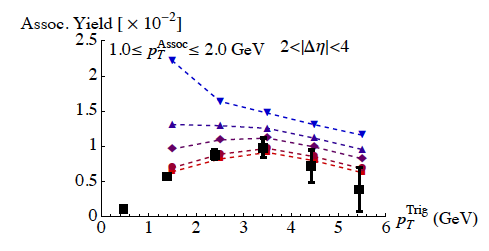 Assoc. Yield [ × 10⁻²]
1.0≤ p_T^Assoc ≤ 2.0 GeV 2<|Δη|<4
2.5
2
1.5
1
0.5
0
0 1 2 3 4 5 6 p_T^Trig (GeV)